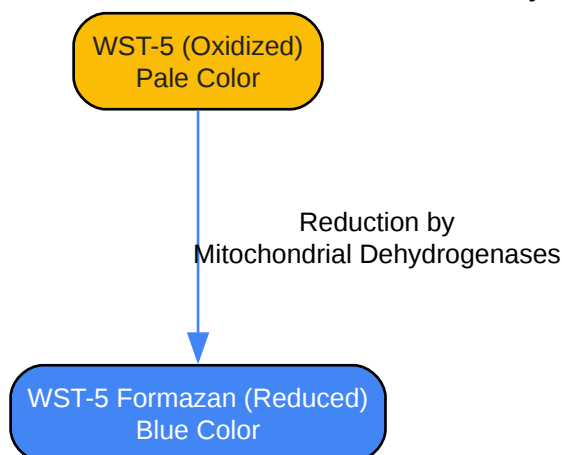 WST-5 (Oxidized)
Pale Color
Reduction by
Mitochondrial Dehydrogenases
WST-5 Formazan (Reduced)
Blue Color